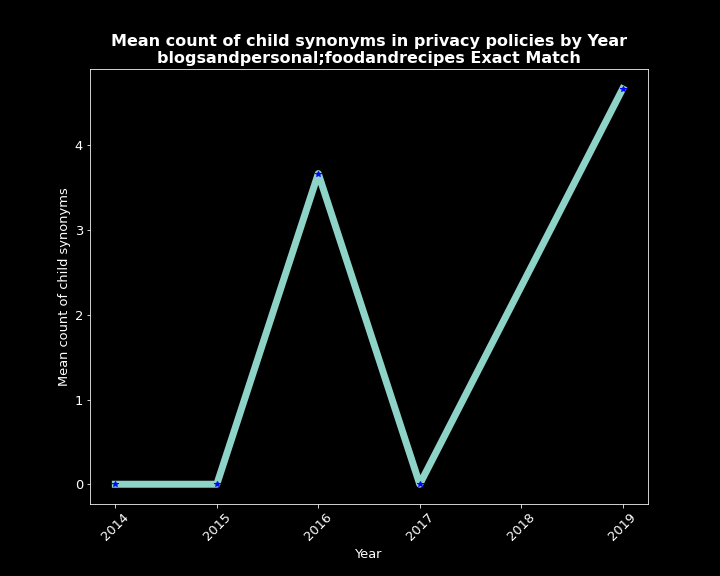 Mean count of child synonyms in privacy policies by Year
blogsandpersonal;foodandrecipes Exact Match
Mean count of child synonyms
4
3
2
1
0
2014
2015
2016
2017
2018
2019
Year